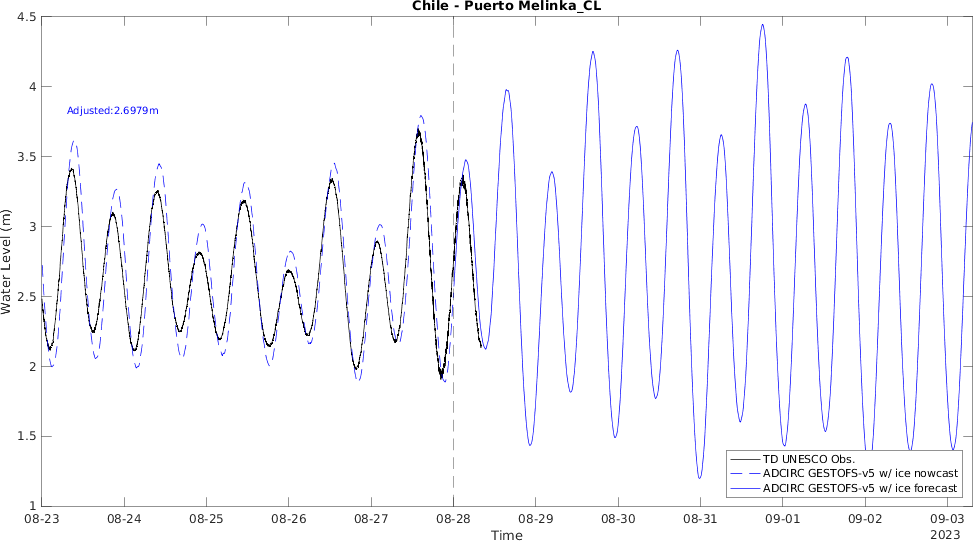 Chile - Puerto Melinka_CL
4.5
4
3.5
3
2.5
2
1.5
1
Water Level (m)
Adjusted:2.6979m
TD UNESCO Obs.
ADCIRC GESTOFS-v5 w/ ice nowcast
ADCIRC GESTOFS-v5 w/ ice forecast
08-23 08-24 08-25 08-26 08-27 08-28 08-29 08-30 08-31 09-01 09-02 09-03
Time
2023